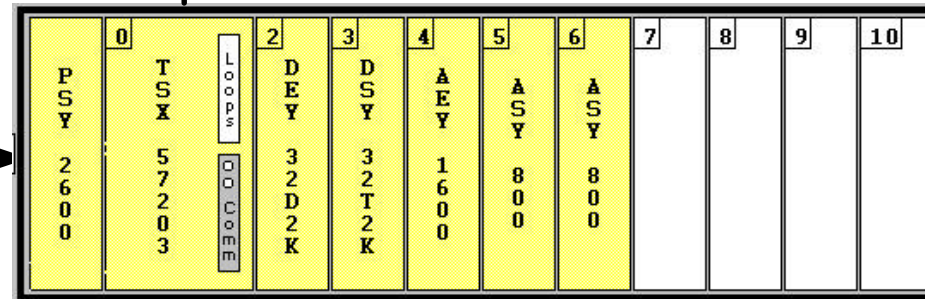 PSY 2600
0
TSX 57203
Loops
Comm
2
DEY 32D2K
3
DSY 32T2K
4
AEY 1600
5
ASY 800
6
ASY 800
7
8
9
10